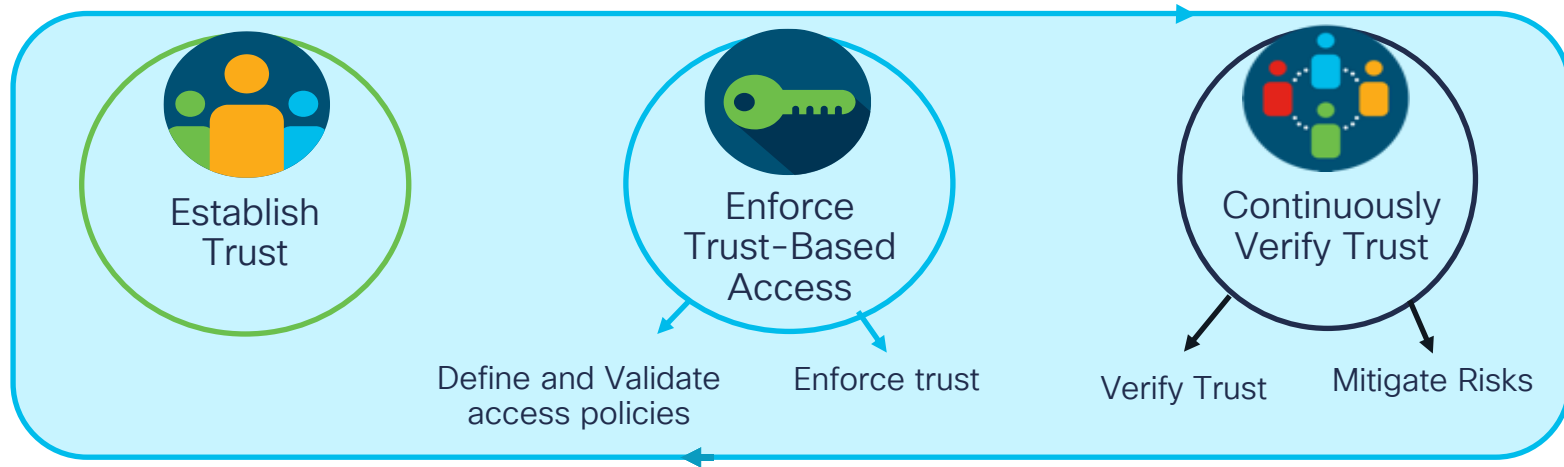 Establish
Trust
Enforce
Trust-Based
Access
Continuously
Verify Trust
Define and Validate
access policies
Enforce trust
Verify Trust
Mitigate Risks